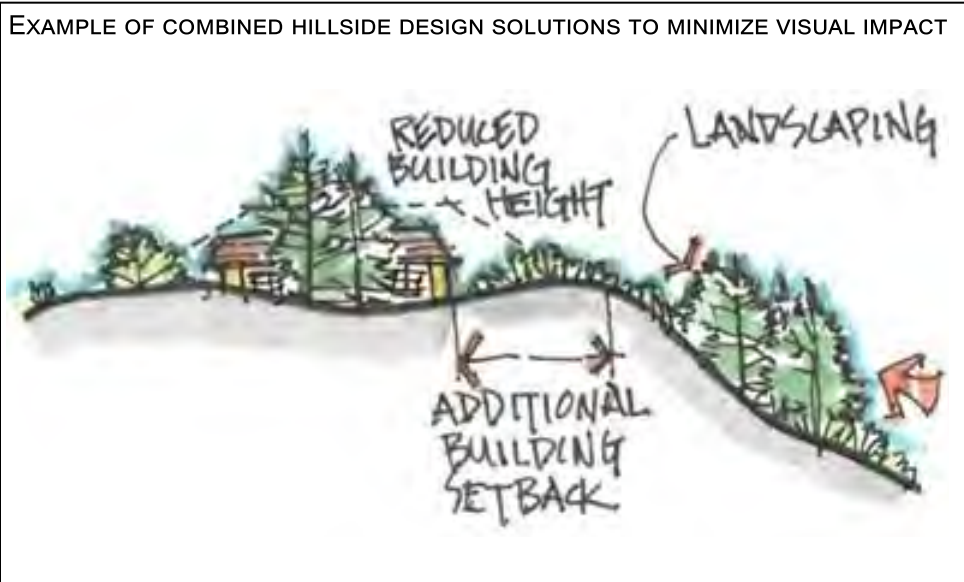 EXAMPLE OF COMBINED HILLSIDE DESIGN SOLUTIONS TO MINIMIZE VISUAL IMPACT
REDUCED
BUILDING
HEIGHT
LANDSCAPING
ADDITIONAL
BUILDING
SETBACK